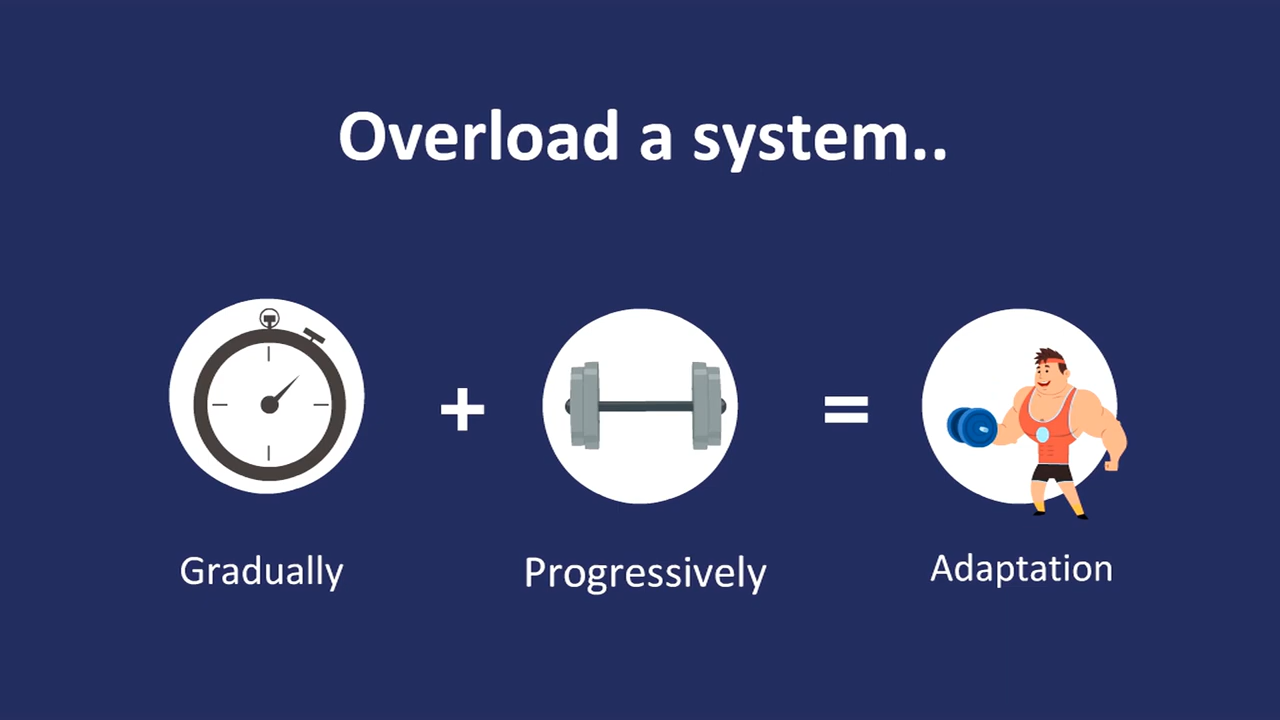 Overload a system..
+
=
Gradually
Progressively
Adaptation